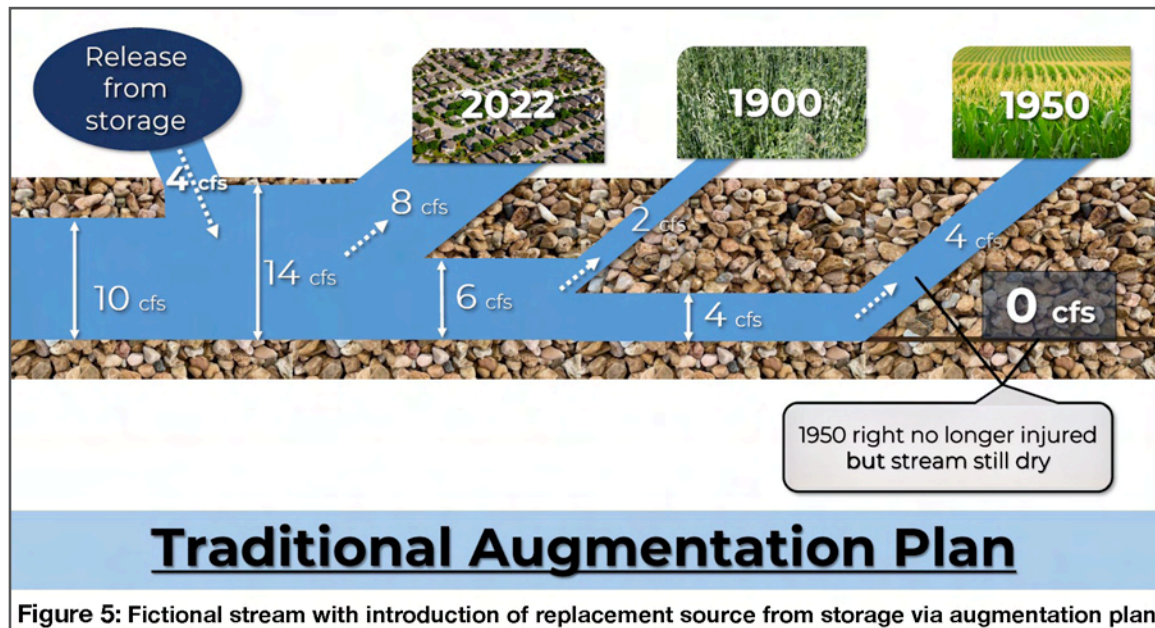 Release
from
storage
2022
1900
1950
4 cfs
8 cfs
2 cfs
4 cfs
10 cfs
14 cfs
6 cfs
4 cfs
0 cfs
1950 right no longer injured
but stream still dry
Traditional Augmentation Plan
Figure 5: Fictional stream with introduction of replacement source from storage via augmentation plan